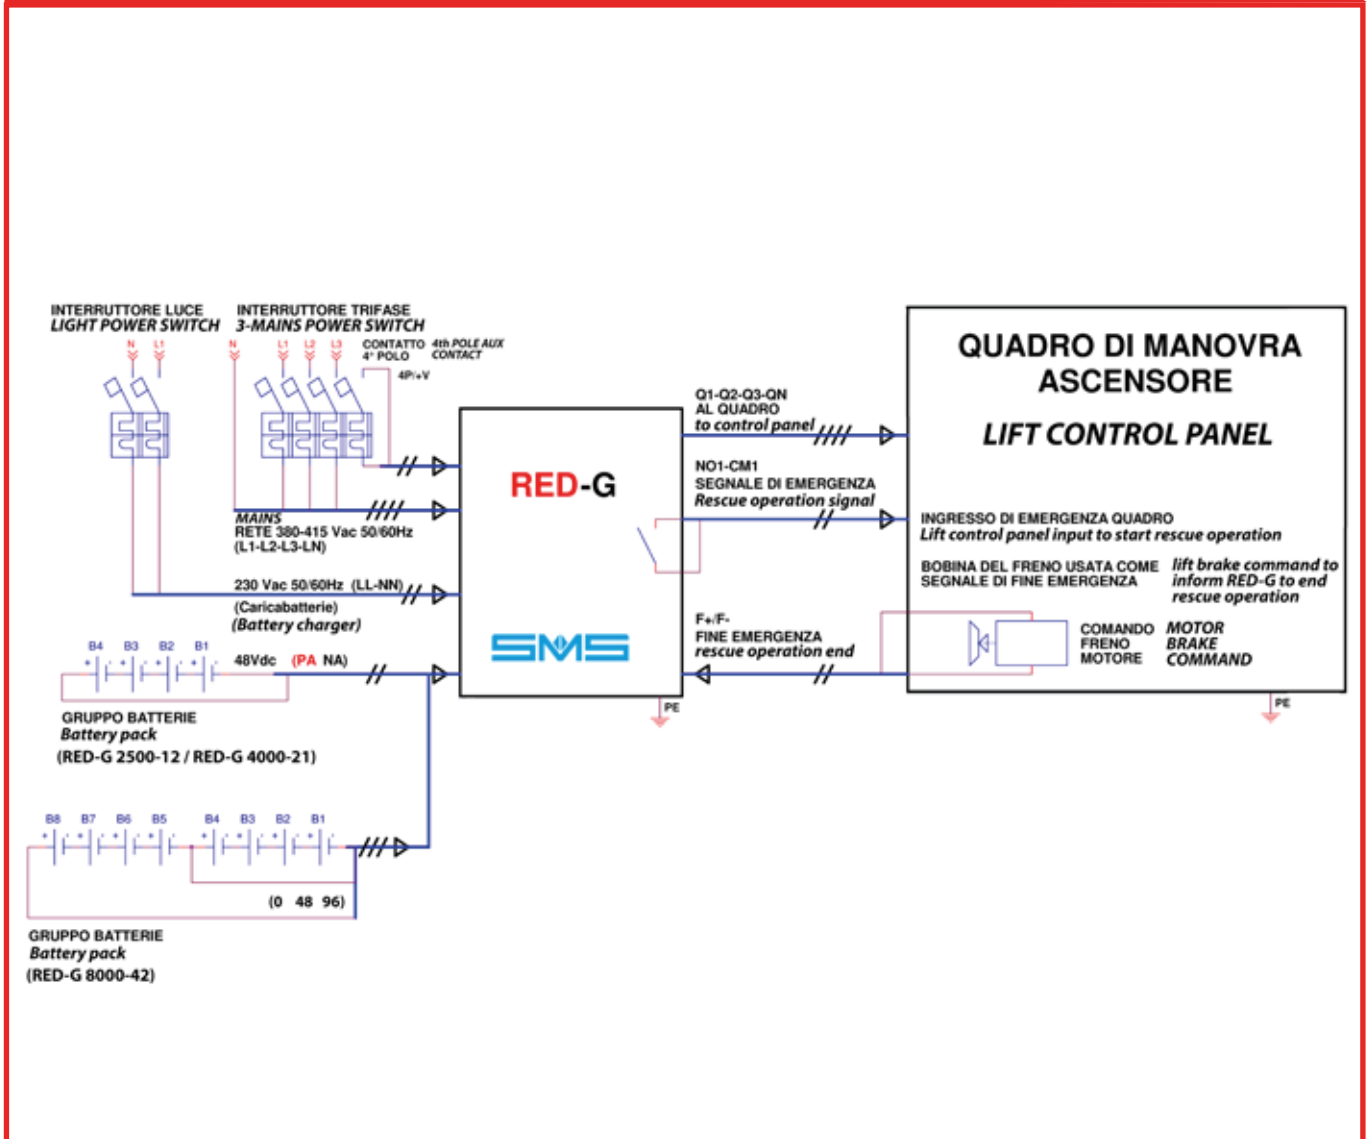 INTERRUTTORE LUCE
LIGHT POWER SWITCH
N L1
INTERRUTTORE TRIFASE
3-MAINS POWER SWITCH
N L1 L2 L3
CONTATTO
4° POLO
4th POLE AUX
CONTACT
4P/+V
MAINS
RETE 380-415 Vac 50/60Hz
(L1-L2-L3-LN)
230 Vac 50/60Hz (LL-NN)
(Caricabatterie)
(Battery charger)
B4 B3 B2 B1
+ - + - + - + -
48Vdc (PA NA)
GRUPPO BATTERIE
Battery pack
(RED-G 2500-12 / RED-G 4000-21)
B8 B7 B6 B5 B4 B3 B2 B1
+ - + - + - + - + - + - + - + -
(0 48 96)
GRUPPO BATTERIE
Battery pack
(RED-G 8000-42)
RED-G
SMS
PE
Q1-Q2-Q3-QN
AL QUADRO
to control panel
NO1-CM1
SEGNALE DI EMERGENZA
Rescue operation signal
F+/F-
FINE EMERGENZA
rescue operation end
QUADRO DI MANOVRA
ASCENSORE
LIFT CONTROL PANEL
INGRESSO DI EMERGENZA QUADRO
Lift control panel input to start rescue operation
BOBINA DEL FRENO USATA COME
SEGNALE DI FINE EMERGENZA
lift brake command to
inform RED-G to end
rescue operation
COMANDO
FRENO
MOTORE
MOTOR
BRAKE
COMMAND
PE